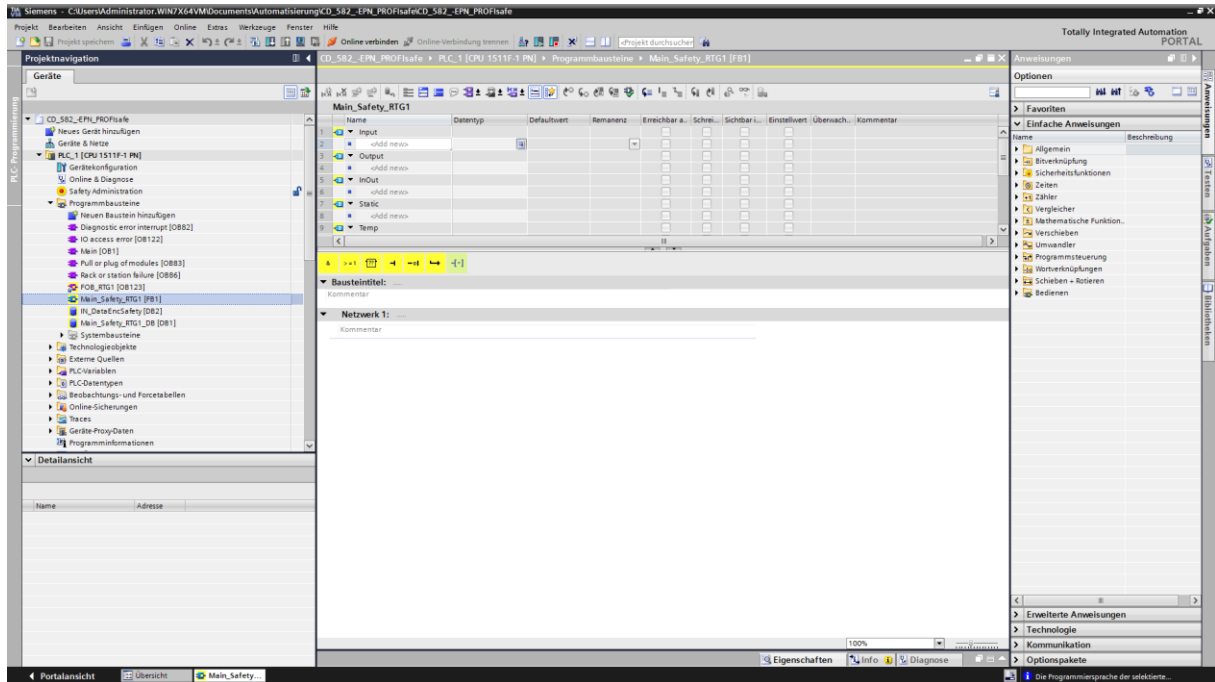 Siemens - C:\Users\Administrator.WIN7X64VM\Documents\Automatisierung\CD_582_-EPN_PROFIsafe\CD_582_-EPN_PROFIsafe
Projekt Bearbeiten Ansicht Einfügen Online Extras Werkzeuge Fenster Hilfe
Totally Integrated Automation
PORTAL
Projekt speichern Online verbinden Online-Verbindung trennen <Projekt durchsuchen
Projektnavigation
CD_582_-EPN_PROFIsafe PLC_1 [CPU 1511F-1 PN] Programmbausteine Main_Safety_RTG1 [FB1]
Anweisungen
Geräte
Optionen
PLC-Programmierung
CD_582_-EPN_PROFIsafe
Neues Gerät hinzufügen
Geräte & Netze
PLC_1 [CPU 1511F-1 PN]
Gerätekonfiguration
Online & Diagnose
Safety Administration
Programmbausteine
Neuen Baustein hinzufügen
Diagnostic error interrupt [OB82]
IO access error [OB122]
Main [OB1]
Pull or plug of modules [OB83]
Rack or station failure [OB86]
FOB_RTG1 [OB123]
Main_Safety_RTG1 [FB1]
IN_DataEncSafety [DB2]
Main_Safety_RTG1_DB [DB1]
Systembausteine
Technologieobjekte
Externe Quellen
PLC-Variablen
PLC-Datentypen
Beobachtungs- und Forcetabellen
Online-Sicherungen
Traces
Geräte-Proxy-Daten
Programminformationen
Detailansicht
Name Adresse
Main_Safety_RTG1
Name Datentyp Defaultwert Remanenz Erreichbar a... Schrei... Sichtbar i... Einstellwert Überwach... Kommentar
1 Input
2 <Add new>
3 Output
4 <Add new>
5 InOut
6 <Add new>
7 Static
8 <Add new>
9 Temp
& >=1 ??
Bausteintitel: .....
Kommentar
Netzwerk 1: .....
Kommentar
100%
Eigenschaften Info Diagnose
Favoriten
Einfache Anweisungen
Name Beschreibung
Allgemein
Bitverknüpfung
Sicherheitsfunktionen
Zeiten
Zähler
Vergleicher
Mathematische Funktion..
Verschieben
Umwandler
Programmsteuerung
Wortverknüpfungen
Schieben + Rotieren
Bedienen
Erweiterte Anweisungen
Technologie
Kommunikation
Optionspakete
Anweisungen
Testen
Aufgaben
Bibliotheken
Portalansicht Übersicht Main_Safety... Die Programmiersprache der selektierte...